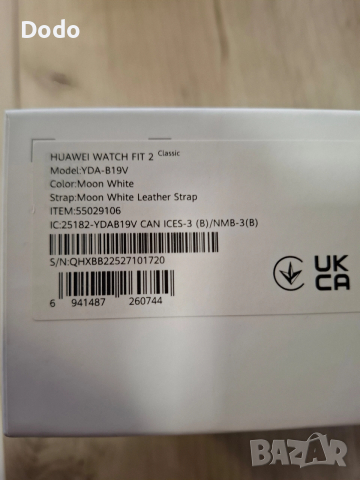 Dodo
HUAWEI WATCH FIT 2 Classic
Model:YDA-B19V
Color:Moon White
Strap:Moon White Leather Strap
ITEM:55029106
IC:25182-YDAB19V CAN ICES-3 (B)/NMB-3(B)
S/N:QHXBB22527101720
6 941487 260744
UK
CA
BAZAR